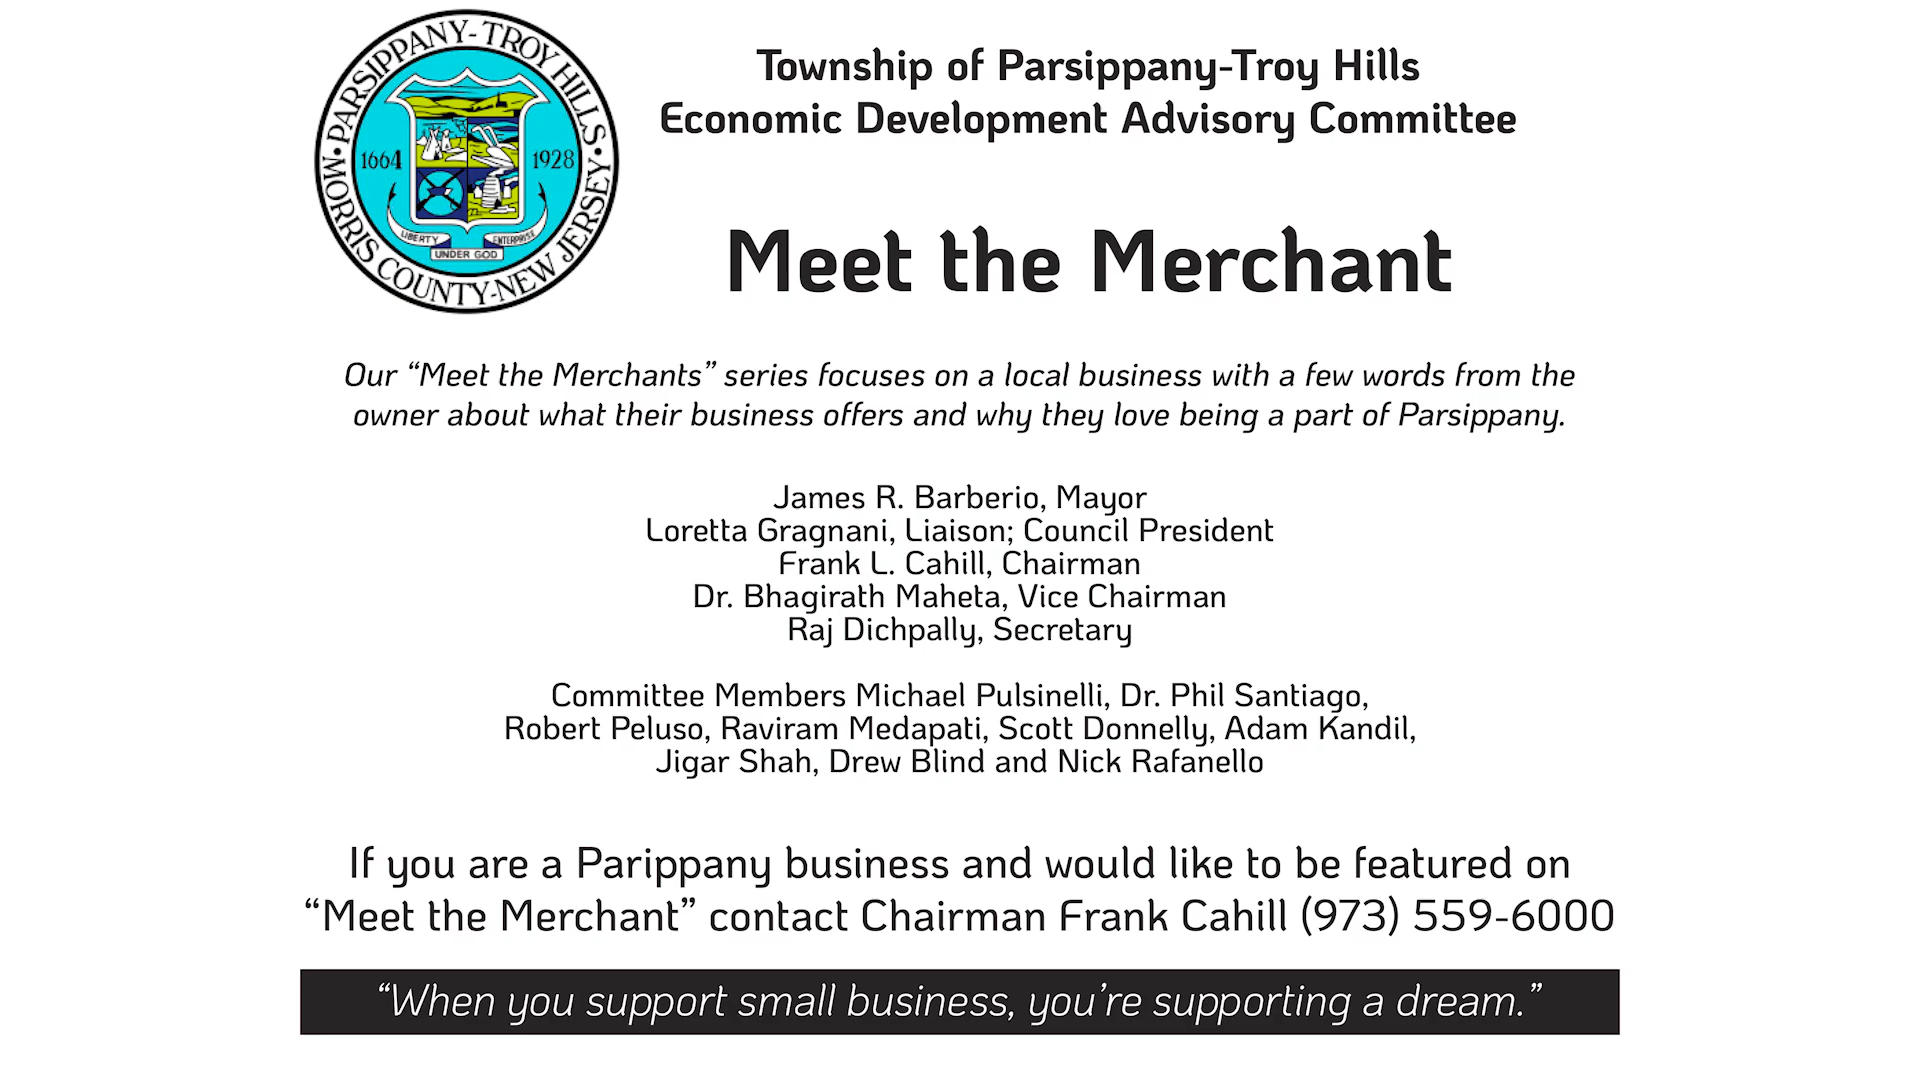 PARSIPPANY-TROY HILLS
MORRIS COUNTY-NEW JERSEY
1664 1928
LIBERTY ENTERPRISE
UNDER GOD
Township of Parsippany-Troy Hills
Economic Development Advisory Committee
Meet the Merchant
Our “Meet the Merchants” series focuses on a local business with a few words from the
owner about what their business offers and why they love being a part of Parsippany.
James R. Barberio, Mayor
Loretta Gragnani, Liaison; Council President
Frank L. Cahill, Chairman
Dr. Bhagirath Maheta, Vice Chairman
Raj Dichpally, Secretary
Committee Members Michael Pulsinelli, Dr. Phil Santiago,
Robert Peluso, Raviram Medapati, Scott Donnelly, Adam Kandil,
Jigar Shah, Drew Blind and Nick Rafanello
If you are a Parippany business and would like to be featured on
“Meet the Merchant” contact Chairman Frank Cahill (973) 559-6000
“When you support small business, you’re supporting a dream.”